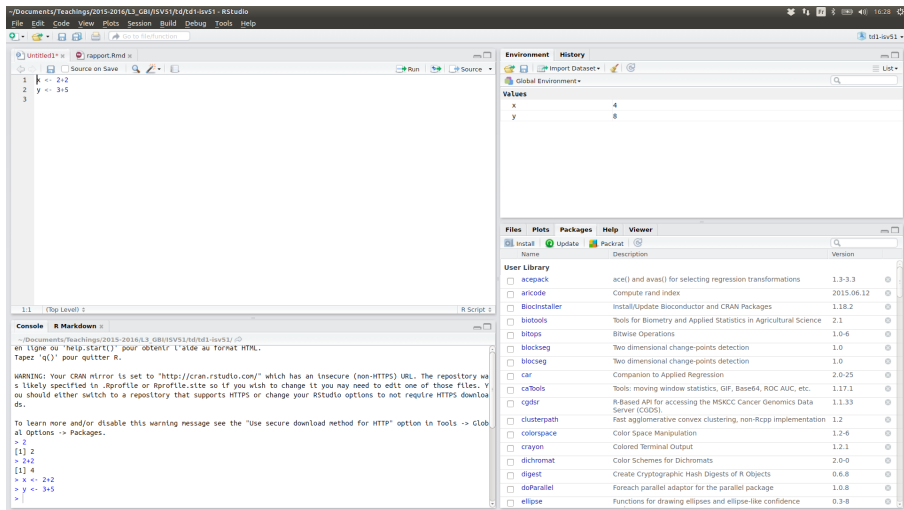 ~/Documents/Teachings/2015-2016/L3_GBI/ISV51/td/td1-isv51 - RStudio
Fr 16:28
File Edit Code View Plots Session Build Debug Tools Help
Go to file/function
td1-isv51
Untitled1* rapport.Rmd
Source on Save Run Source
1 x <- 2+2
2 y <- 3+5
3
1:1 (Top Level) R Script
Console R Markdown
~/Documents/Teachings/2015-2016/L3_GBI/ISV51/td/td1-isv51/
en ligne ou 'help.start()' pour obtenir l'aide au format HTML.
Tapez 'q()' pour quitter R.
WARNING: Your CRAN mirror is set to "http://cran.rstudio.com/" which has an insecure (non-HTTPS) URL. The repository wa
s likely specified in .Rprofile or Rprofile.site so if you wish to change it you may need to edit one of those files. Y
ou should either switch to a repository that supports HTTPS or change your RStudio options to not require HTTPS downloa
ds.
To learn more and/or disable this warning message see the "Use secure download method for HTTP" option in Tools -> Glob
al Options -> Packages.
> 2
[1] 2
> 2+2
[1] 4
> x <- 2+2
> y <- 3+5
>
Environment History
Import Dataset List
Global Environment
Values
x 4
y 8
Files Plots Packages Help Viewer
Install Update Packrat
Name Description Version
User Library
acepack ace() and avas() for selecting regression transformations 1.3-3.3
aricode Compute rand index 2015.06.12
BiocInstaller Install/Update Bioconductor and CRAN Packages 1.18.2
biotools Tools for Biometry and Applied Statistics in Agricultural Science 2.1
bitops Bitwise Operations 1.0-6
blockseg Two dimensional change-points detection 1.0
blocseg Two dimensional change-points detection 1.0
car Companion to Applied Regression 2.0-25
caTools Tools: moving window statistics, GIF, Base64, ROC AUC, etc. 1.17.1
cgdsr R-Based API for accessing the MSKCC Cancer Genomics Data 1.1.33
Server (CGDS).
clusterpath Fast agglomerative convex clustering, non-Rcpp implementation 1.2
colorspace Color Space Manipulation 1.2-6
crayon Colored Terminal Output 1.2.1
dichromat Color Schemes for Dichromats 2.0-0
digest Create Cryptographic Hash Digests of R Objects 0.6.8
doParallel Foreach parallel adaptor for the parallel package 1.0.8
ellipse Functions for drawing ellipses and ellipse-like confidence 0.3-8